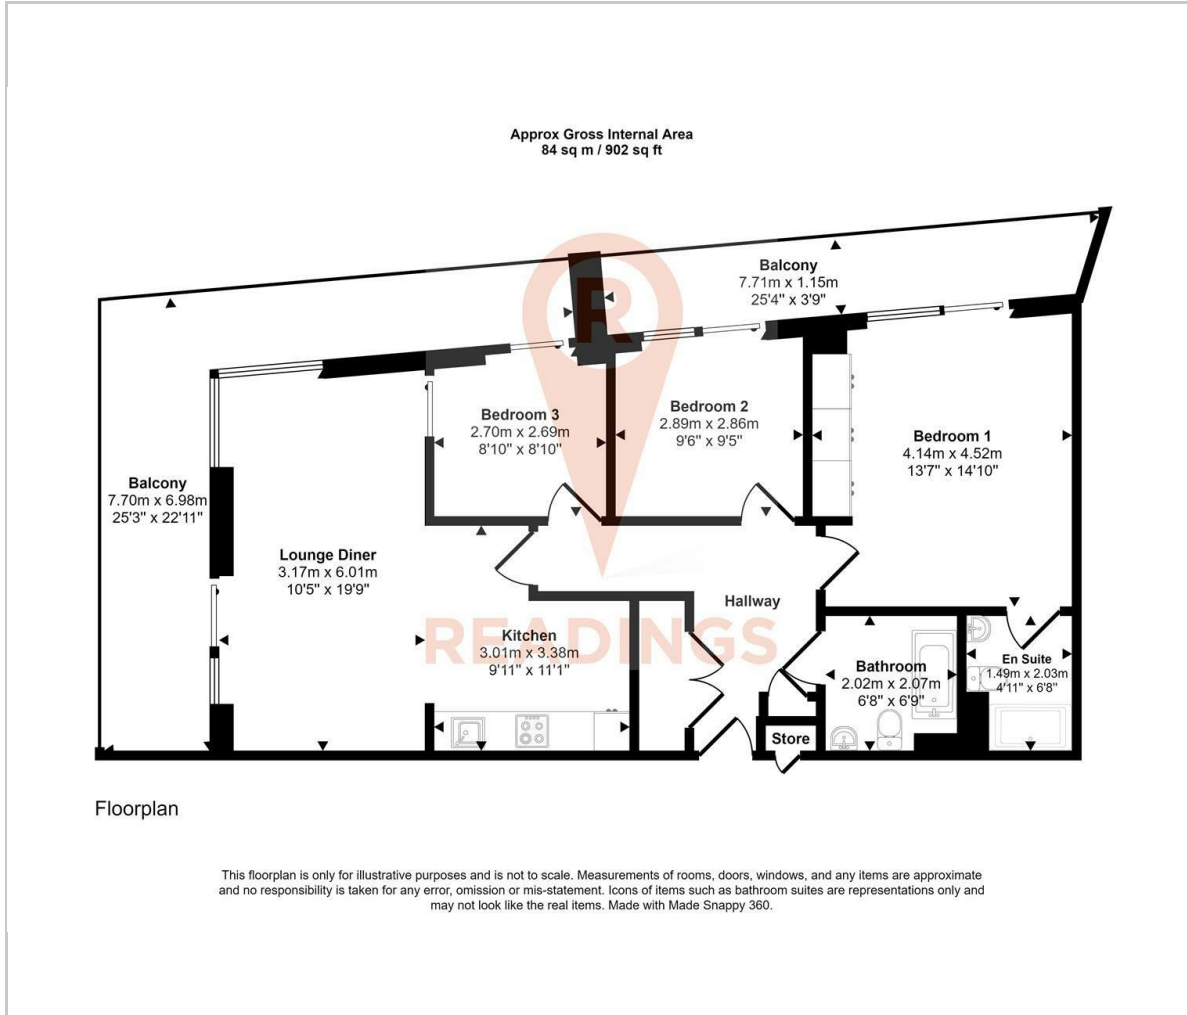 Approx Gross Internal Area
84 sq m / 902 sq ft
Balcony
7.71m x 1.15m
25'4" x 3'9"
Bedroom 3
2.70m x 2.69m
8'10" x 8'10"
Bedroom 2
2.89m x 2.86m
9'6" x 9'5"
Bedroom 1
4.14m x 4.52m
13'7" x 14'10"
Balcony
7.70m x 6.98m
25'3" x 22'11"
Lounge Diner
3.17m x 6.01m
10'5" x 19'9"
Hallway
Kitchen
3.01m x 3.38m
9'11" x 11'1"
Bathroom
2.02m x 2.07m
6'8" x 6'9"
En Suite
1.49m x 2.03m
4'11" x 6'8"
Store
R
READINGS
Floorplan
This floorplan is only for illustrative purposes and is not to scale. Measurements of rooms, doors, windows, and any items are approximate
and no responsibility is taken for any error, omission or mis-statement. Icons of items such as bathroom suites are representations only and
may not look like the real items. Made with Made Snappy 360.